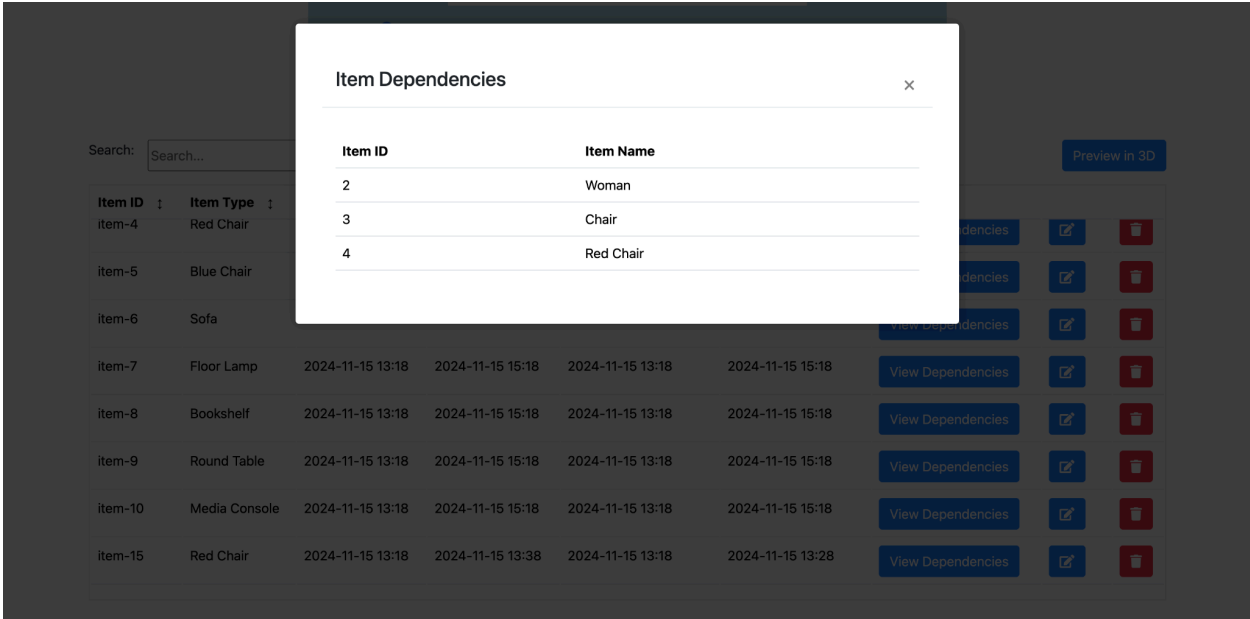 Item Dependencies ×
Item ID Item Name
2 Woman
3 Chair
4 Red Chair
Search: Search... Preview in 3D
Item ID ↕ Item Type ↕
item-4 Red Chair dencies
item-5 Blue Chair dencies
item-6 Sofa View Dependencies
item-7 Floor Lamp 2024-11-15 13:18 2024-11-15 15:18 2024-11-15 13:18 2024-11-15 15:18 View Dependencies
item-8 Bookshelf 2024-11-15 13:18 2024-11-15 15:18 2024-11-15 13:18 2024-11-15 15:18 View Dependencies
item-9 Round Table 2024-11-15 13:18 2024-11-15 15:18 2024-11-15 13:18 2024-11-15 15:18 View Dependencies
item-10 Media Console 2024-11-15 13:18 2024-11-15 15:18 2024-11-15 13:18 2024-11-15 15:18 View Dependencies
item-15 Red Chair 2024-11-15 13:18 2024-11-15 13:38 2024-11-15 13:18 2024-11-15 13:28 View Dependencies